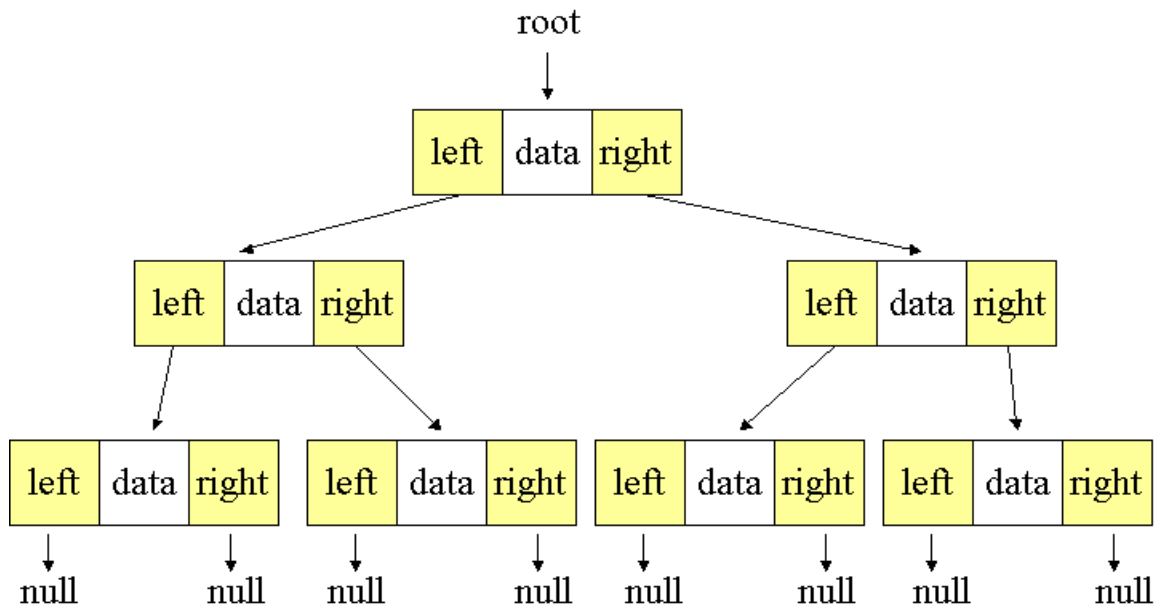 root
left data right
left data right left data right
left data right left data right left data right left data right
null null null null null null null null